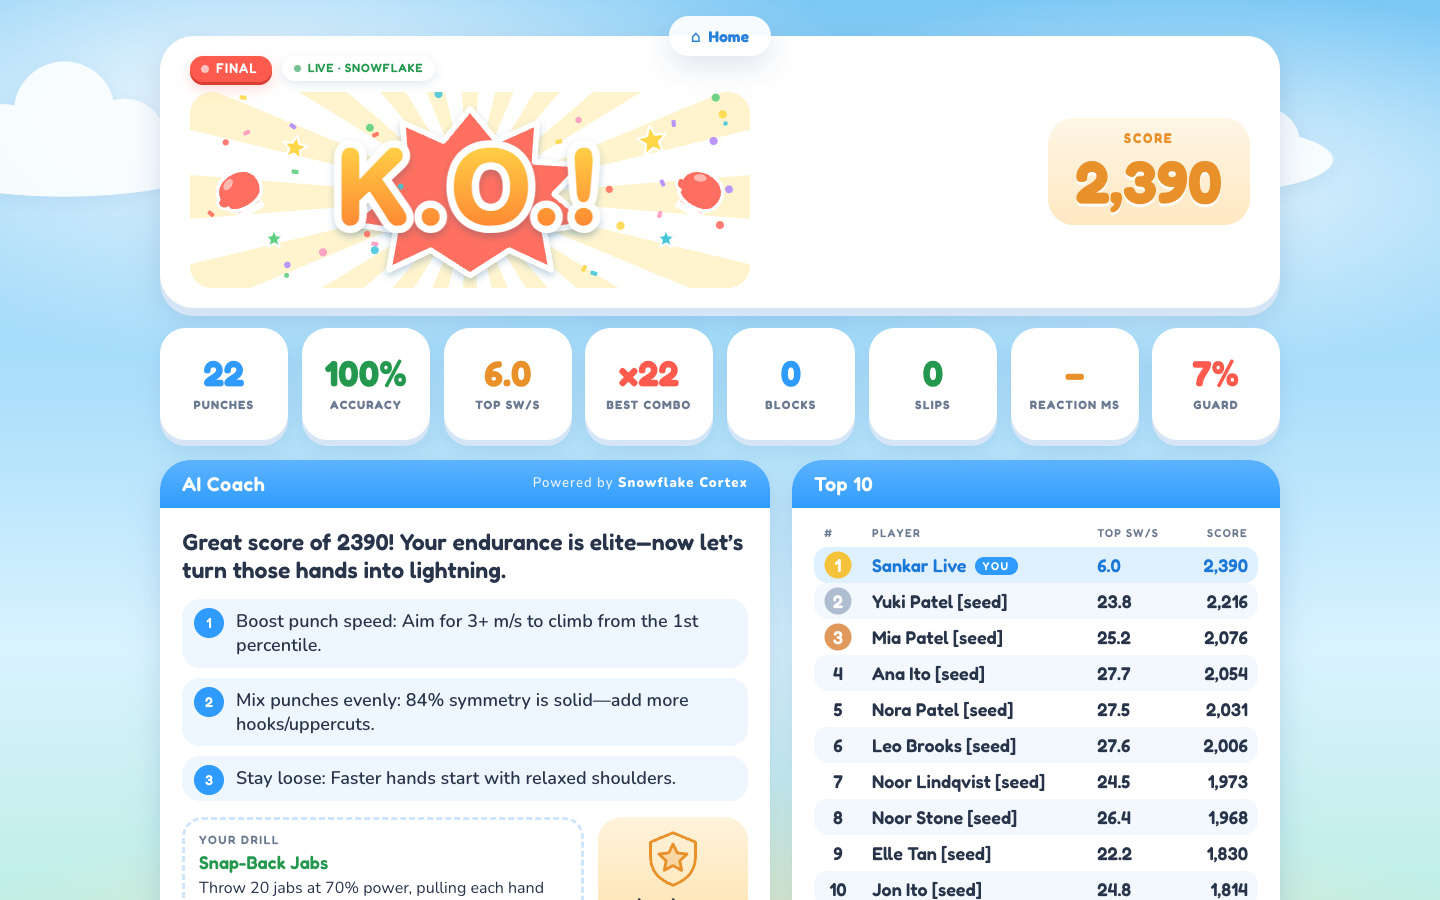 Home
FINAL
LIVE · SNOWFLAKE
K.O.!
SCORE
2,390
22
PUNCHES
100%
ACCURACY
6.0
TOP SW/S
x22
BEST COMBO
0
BLOCKS
0
SLIPS
–
REACTION MS
7%
GUARD
AI Coach
Powered by Snowflake Cortex
Great score of 2390! Your endurance is elite—now let's
turn those hands into lightning.
1 Boost punch speed: Aim for 3+ m/s to climb from the 1st
percentile.
2 Mix punches evenly: 84% symmetry is solid—add more
hooks/uppercuts.
3 Stay loose: Faster hands start with relaxed shoulders.
YOUR DRILL
Snap-Back Jabs
Throw 20 jabs at 70% power, pulling each hand
Top 10
# PLAYER TOP SW/S SCORE
1 Sankar Live YOU 6.0 2,390
2 Yuki Patel [seed] 23.8 2,216
3 Mia Patel [seed] 25.2 2,076
4 Ana Ito [seed] 27.7 2,054
5 Nora Patel [seed] 27.5 2,031
6 Leo Brooks [seed] 27.6 2,006
7 Noor Lindqvist [seed] 24.5 1,973
8 Noor Stone [seed] 26.4 1,968
9 Elle Tan [seed] 22.2 1,830
10 Jon Ito [seed] 24.8 1,814